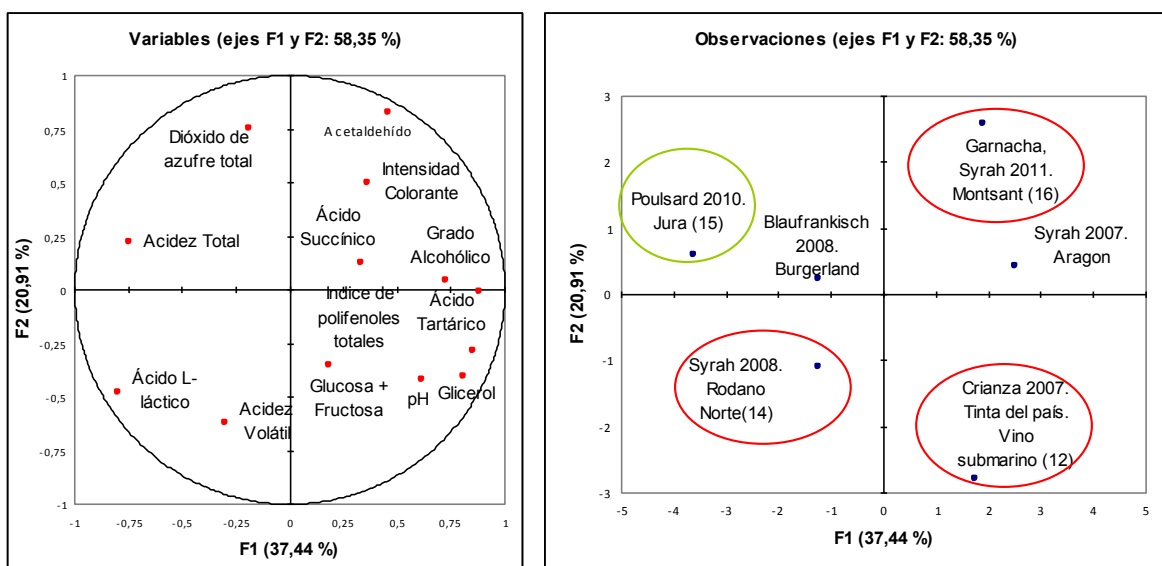 Variables (ejes F1 y F2: 58,35 %)
1
0,75
0,5
0,25
0
-0,25
-0,5
-0,75
-1
F2 (20,91 %)
Acetaldehído
Dióxido de
azufre total
Intensidad
Colorante
Ácido
Succínico
Acidez Total
Grado
Alcohólico
Indice de
polifenoles
totales
Ácido
Tartárico
Ácido L-
láctico
Acidez
Volátil
Glucosa +
Fructosa
pH
Glicerol
-1
-0,75
-0,5
-0,25
0
0,25
0,5
0,75
1
F1 (37,44 %)
Observaciones (ejes F1 y F2: 58,35 %)
3
2
1
0
-1
-2
-3
F2 (20,91 %)
Garnacha,
Syrah 2011.
Montsant (16)
Poulsard 2010.
Jura (15)
Blaufrankisch
2008.
Burgerland
Syrah 2007.
Aragon
Syrah 2008.
Rodano
Norte(14)
Crianza 2007.
Tinta del país.
Vino
submarino (12)
-5
-4
-3
-2
-1
0
1
2
3
4
5
F1 (37,44 %)